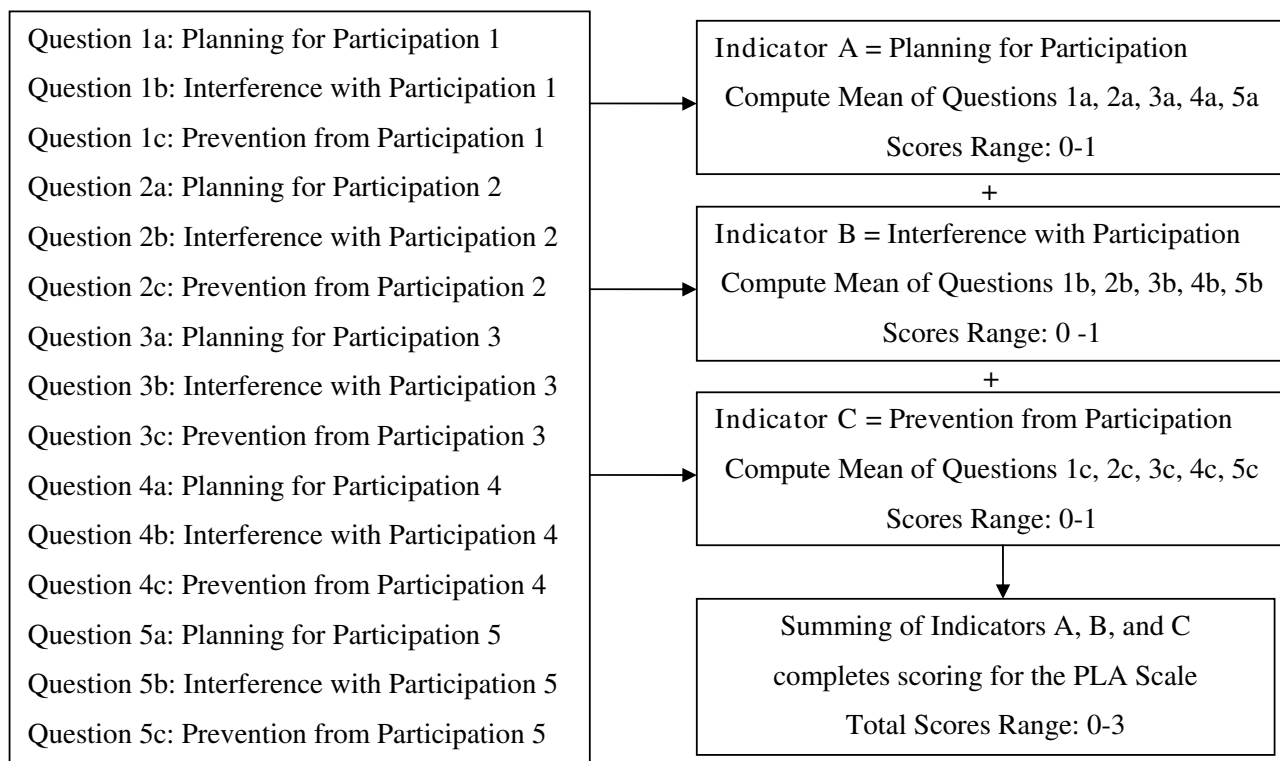 Question 1a: Planning for Participation 1
Question 1b: Interference with Participation 1
Question 1c: Prevention from Participation 1
Question 2a: Planning for Participation 2
Question 2b: Interference with Participation 2
Question 2c: Prevention from Participation 2
Question 3a: Planning for Participation 3
Question 3b: Interference with Participation 3
Question 3c: Prevention from Participation 3
Question 4a: Planning for Participation 4
Question 4b: Interference with Participation 4
Question 4c: Prevention from Participation 4
Question 5a: Planning for Participation 5
Question 5b: Interference with Participation 5
Question 5c: Prevention from Participation 5
Indicator A = Planning for Participation
Compute Mean of Questions 1a, 2a, 3a, 4a, 5a
Scores Range: 0-1
+
Indicator B = Interference with Participation
Compute Mean of Questions 1b, 2b, 3b, 4b, 5b
Scores Range: 0 -1
+
Indicator C = Prevention from Participation
Compute Mean of Questions 1c, 2c, 3c, 4c, 5c
Scores Range: 0-1
Summing of Indicators A, B, and C
completes scoring for the PLA Scale
Total Scores Range: 0-3